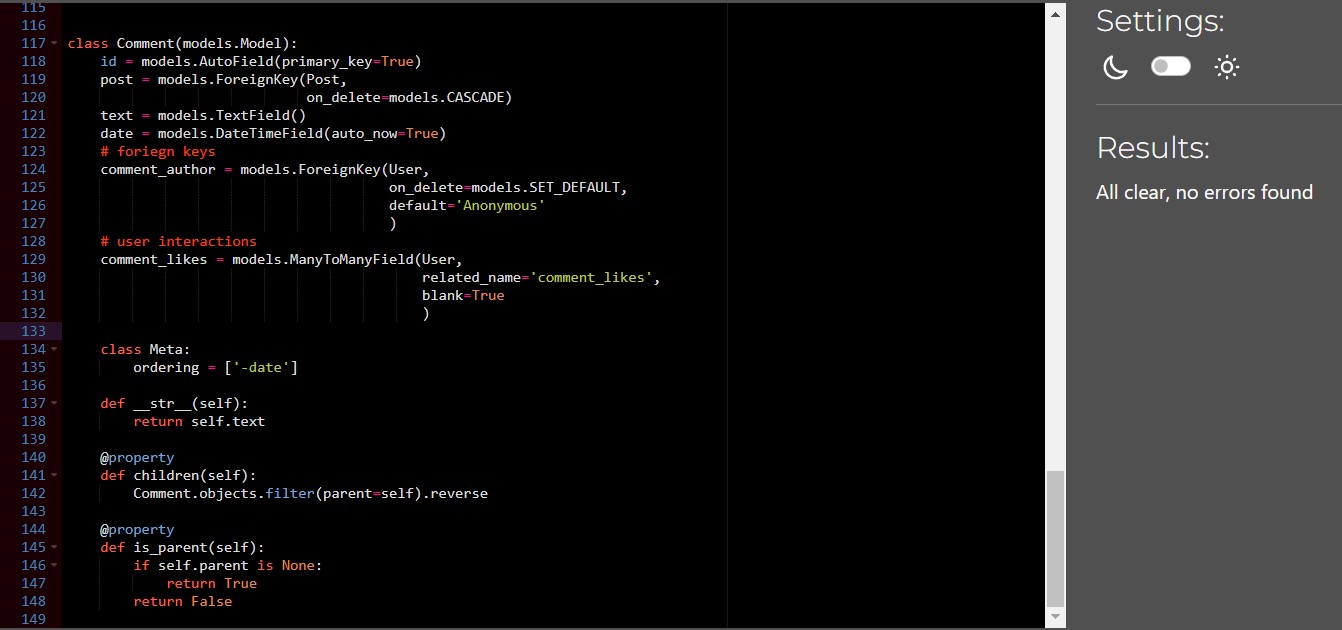 115
116
117 class Comment(models.Model):
118     id = models.AutoField(primary_key=True)
119     post = models.ForeignKey(Post,
120                              on_delete=models.CASCADE)
121     text = models.TextField()
122     date = models.DateTimeField(auto_now=True)
123     # foriegn keys
124     comment_author = models.ForeignKey(User,
125                                        on_delete=models.SET_DEFAULT,
126                                        default='Anonymous'
127                                        )
128     # user interactions
129     comment_likes = models.ManyToManyField(User,
130                                            related_name='comment_likes',
131                                            blank=True
132                                            )
133
134     class Meta:
135         ordering = ['-date']
136
137     def __str__(self):
138         return self.text
139
140     @property
141     def children(self):
142         Comment.objects.filter(parent=self).reverse
143
144     @property
145     def is_parent(self):
146         if self.parent is None:
147             return True
148         return False
149
Settings:
Results:
All clear, no errors found